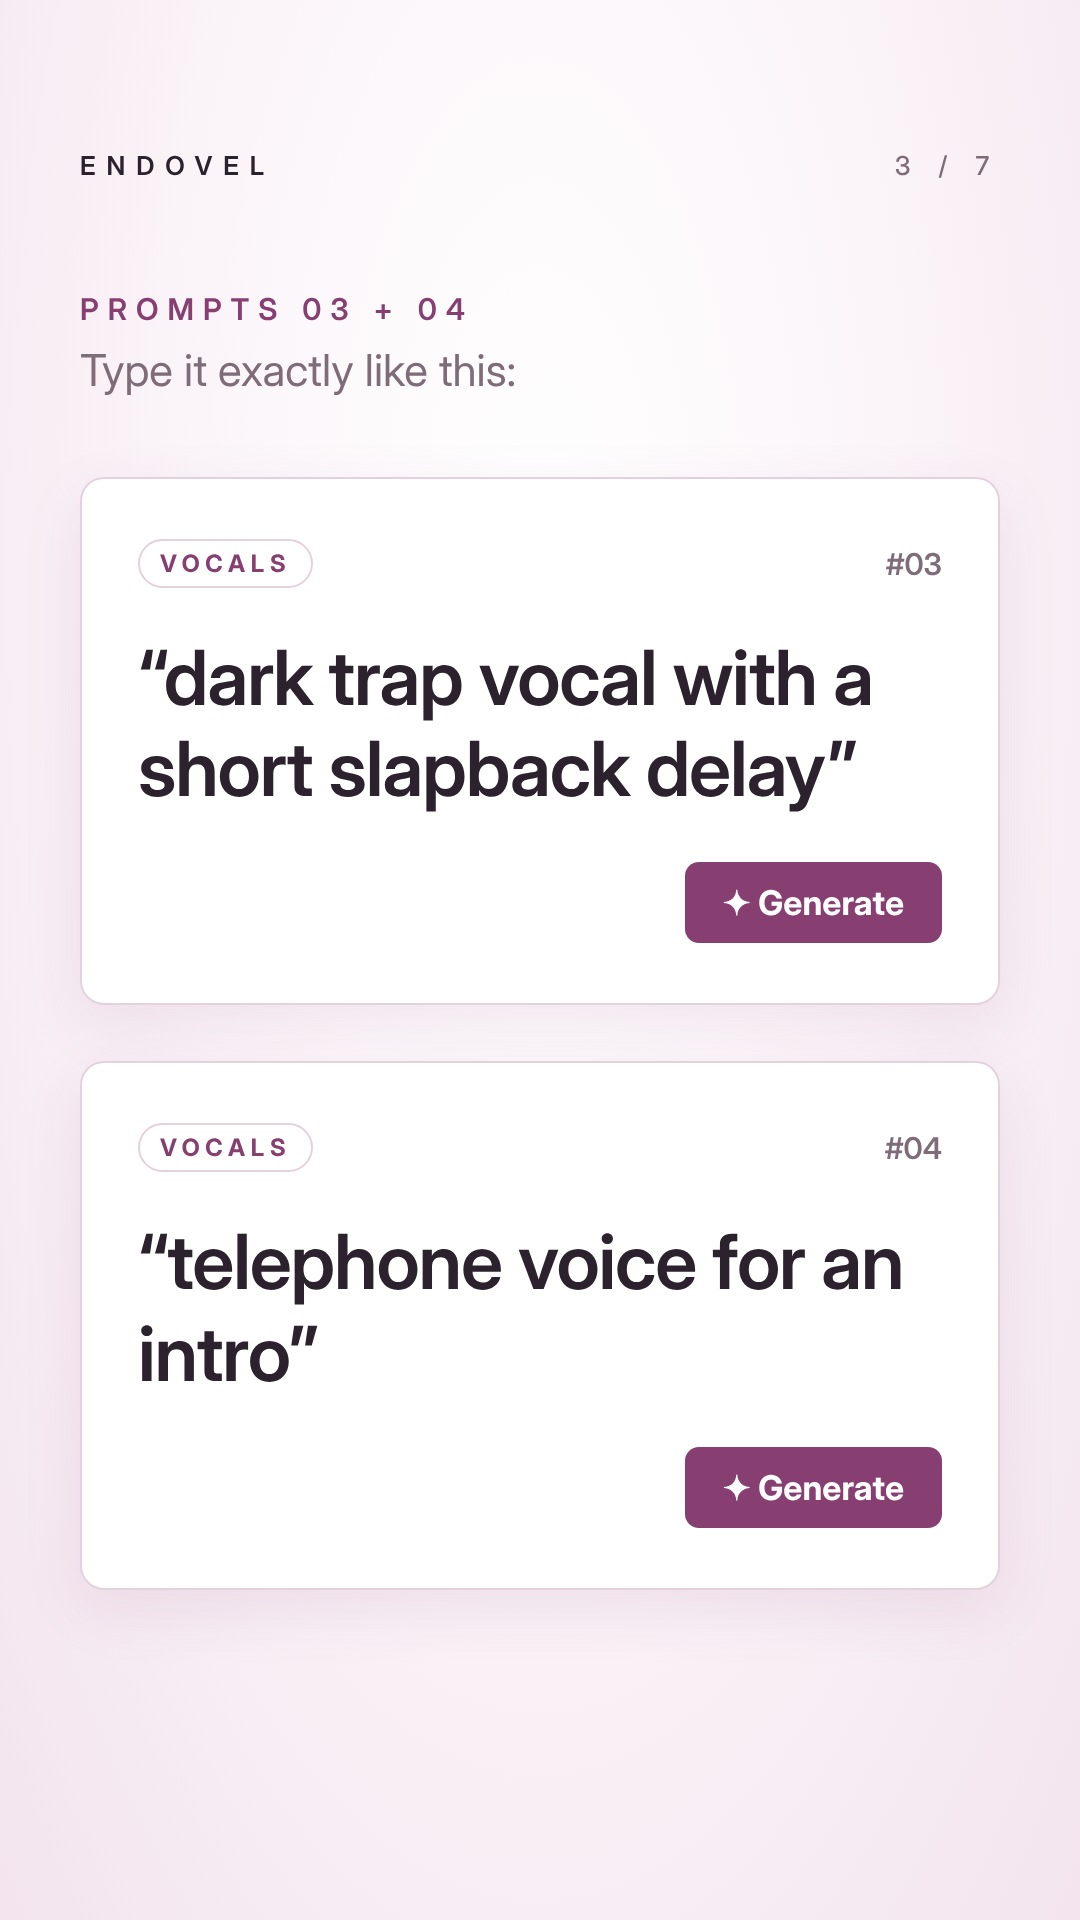 ENDOVEL
3 / 7
PROMPTS 03 + 04
Type it exactly like this:
VOCALS
#03
“dark trap vocal with a
short slapback delay”
✦ Generate
VOCALS
#04
“telephone voice for an
intro”
✦ Generate